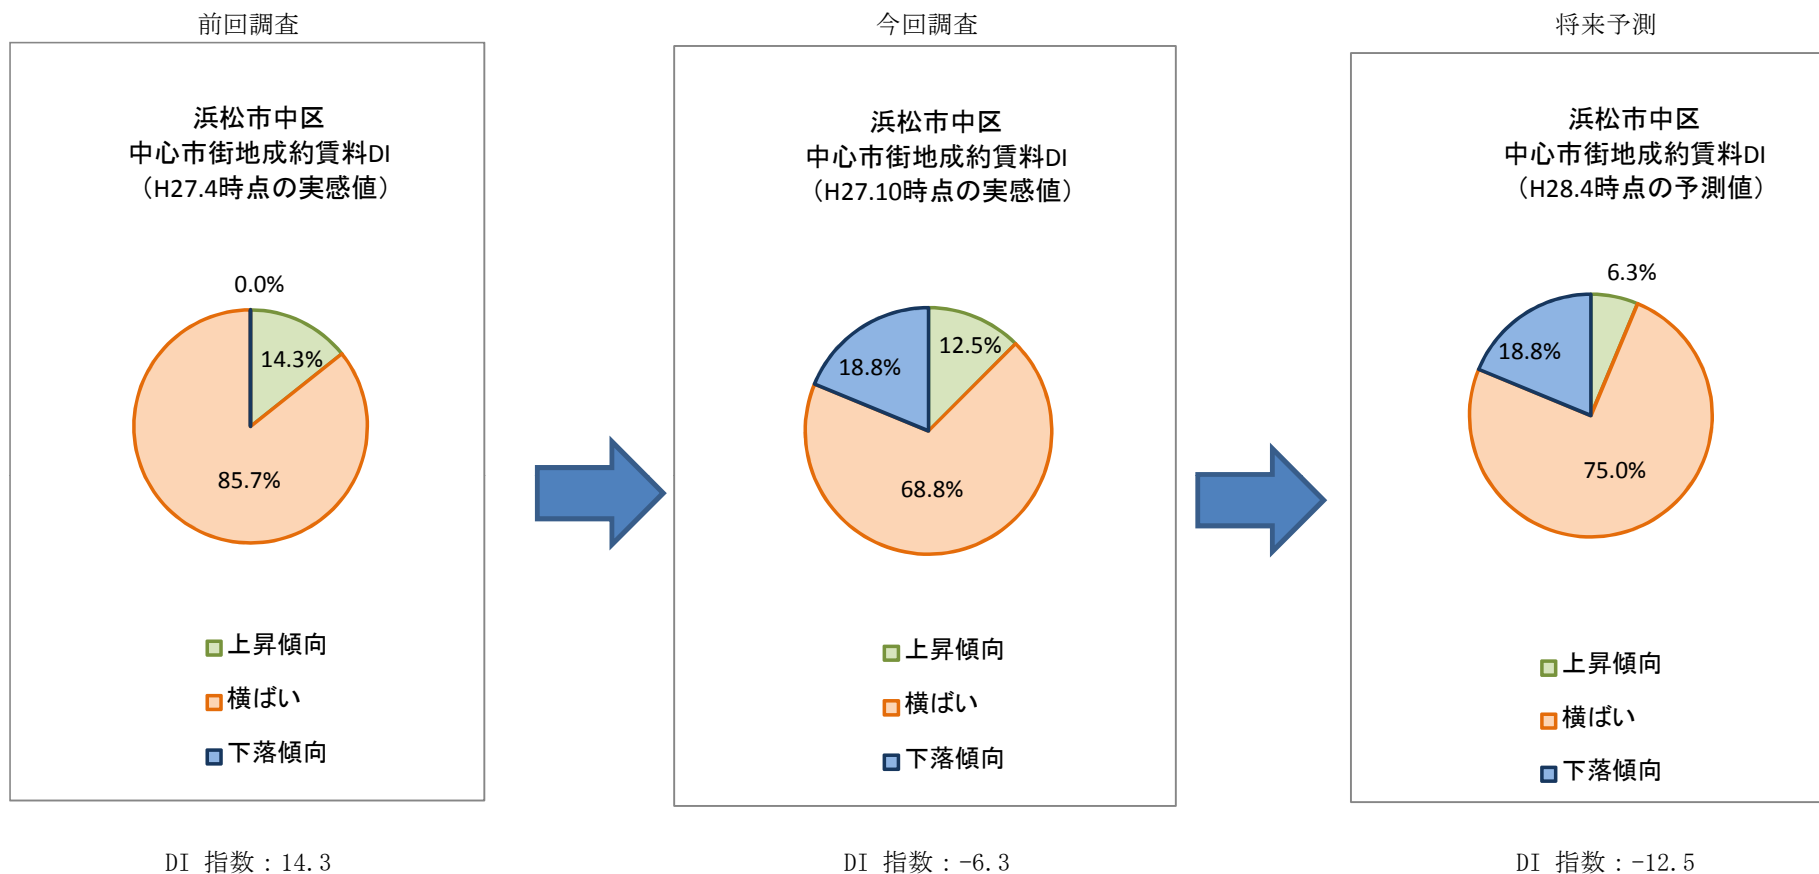 前回調査
浜松市中区
中心市街地成約賃料DI
（H27.4時点の実感値）
0.0%
14.3%
85.7%
上昇傾向
横ばい
下落傾向
DI 指数：14.3
今回調査
浜松市中区
中心市街地成約賃料DI
（H27.10時点の実感値）
12.5%
18.8%
68.8%
上昇傾向
横ばい
下落傾向
DI 指数：-6.3
将来予測
浜松市中区
中心市街地成約賃料DI
（H28.4時点の予測値）
6.3%
18.8%
75.0%
上昇傾向
横ばい
下落傾向
DI 指数：-12.5